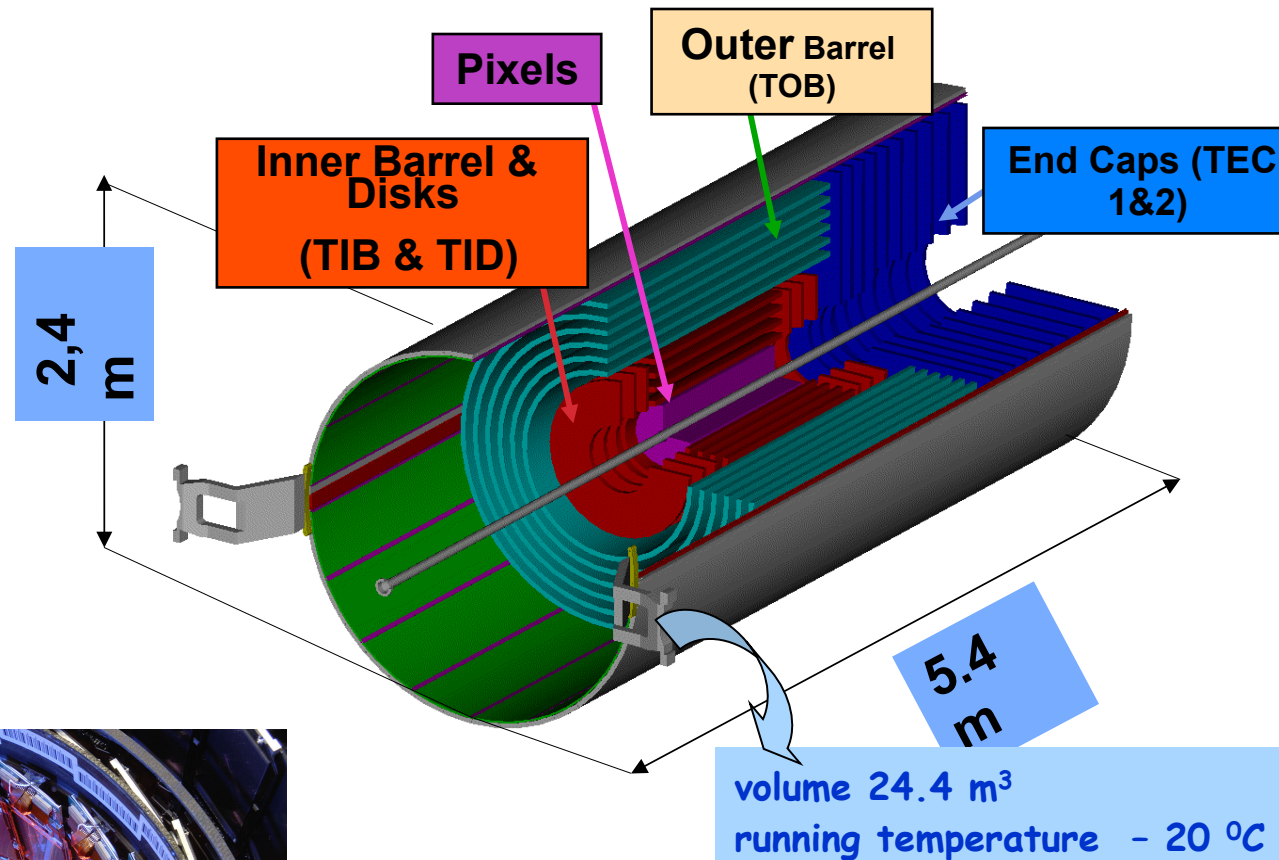 Outer Barrel
(TOB)
Pixels
Inner Barrel &
Disks
(TIB & TID)
End Caps (TEC
1&2)
2,4
m
5.4
m
volume 24.4 m³
running temperature – 20 ⁰C